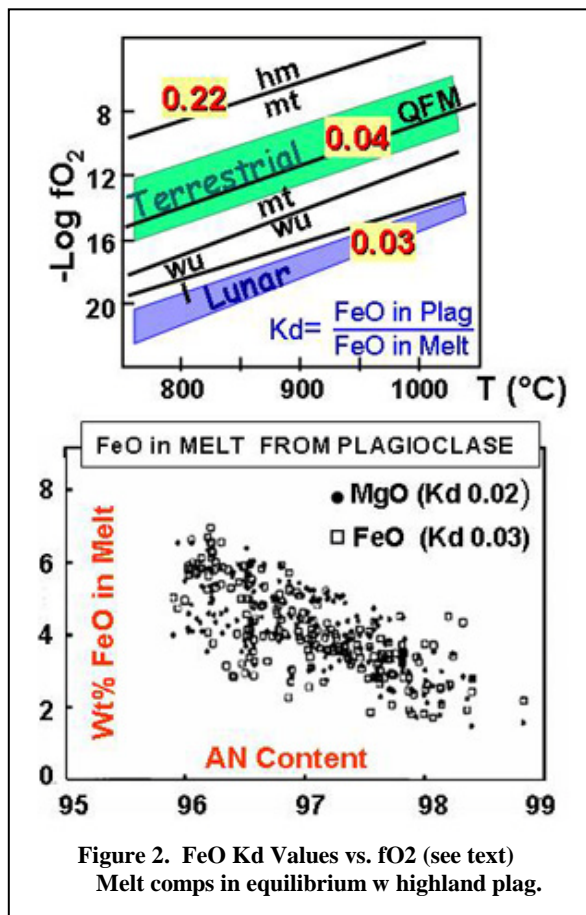 hm
0.22
mt
8
QFM
0.04
Terrestrial
12
mt
-Log fO2
wu
16
0.03
wu
I
Lunar
20
Kd= FeO in Plag
FeO in Melt
800 900 1000 T (°C)
FeO in MELT FROM PLAGIOCLASE
8
● MgO (Kd 0.02)
□ FeO (Kd 0.03)
6
Wt% FeO in Melt
4
2
AN Content
0
95 96 97 98 99
Figure 2. FeO Kd Values vs. fO2 (see text)
Melt comps in equilibrium w highland plag.